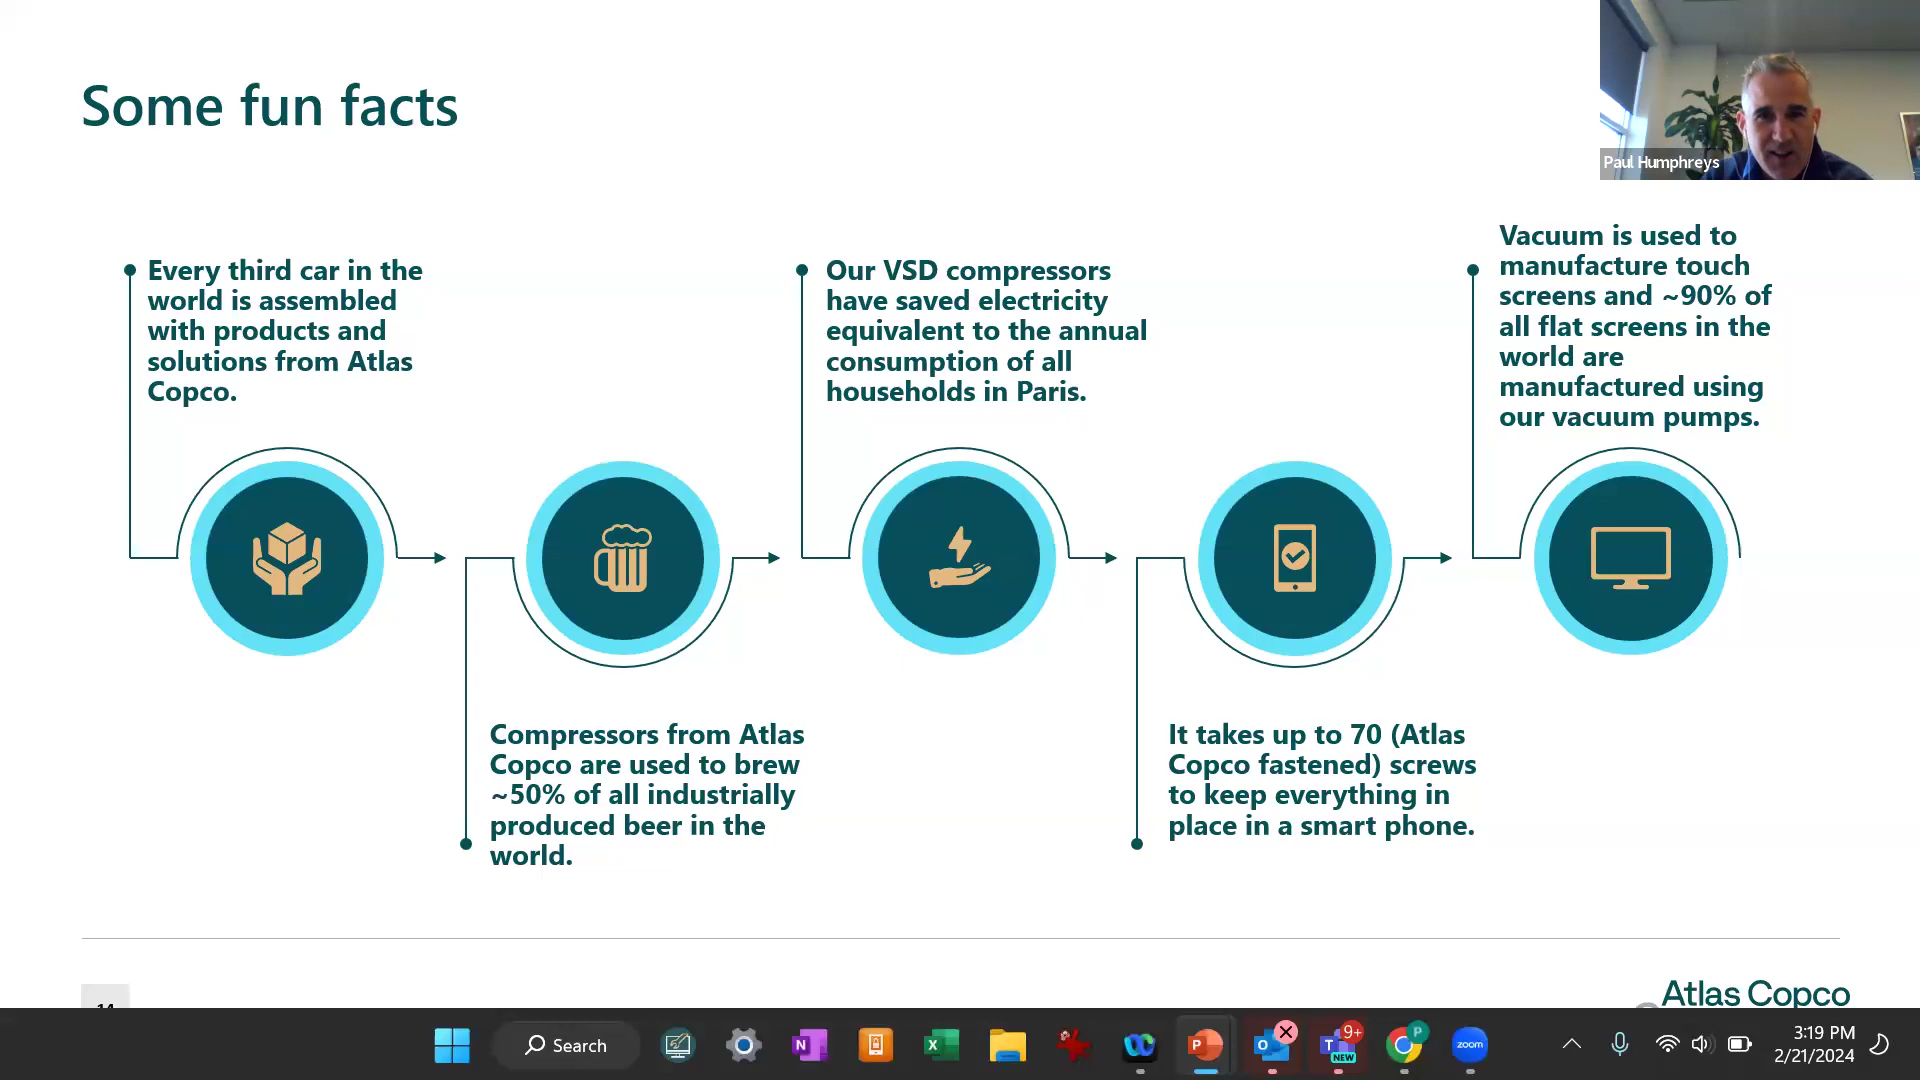 Some fun facts
Paul Humphreys
Every third car in the
world is assembled
with products and
solutions from Atlas
Copco.
Compressors from Atlas
Copco are used to brew
~50% of all industrially
produced beer in the
world.
Our VSD compressors
have saved electricity
equivalent to the annual
consumption of all
households in Paris.
It takes up to 70 (Atlas
Copco fastened) screws
to keep everything in
place in a smart phone.
Vacuum is used to
manufacture touch
screens and ~90% of
all flat screens in the
world are
manufactured using
our vacuum pumps.
14
Atlas Copco
Search
N
X
P
O
9+
T
NEW
P
zoom
3:19 PM
2/21/2024